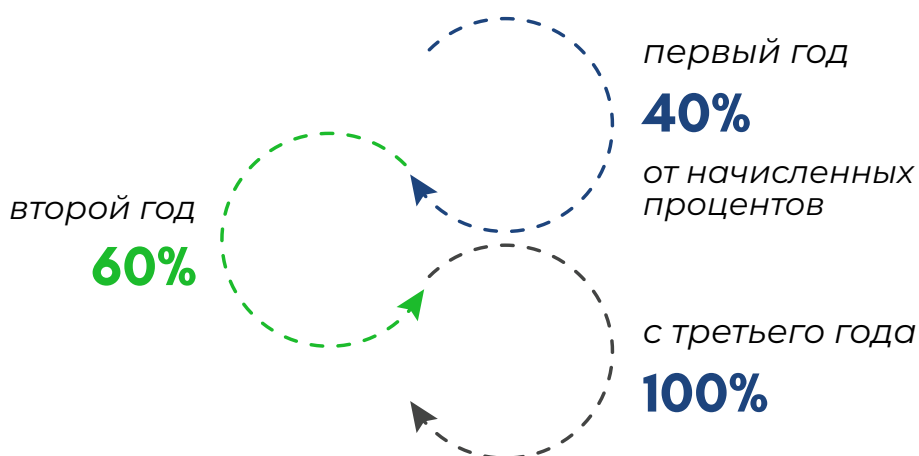 первый год
40%
от начисленных
процентов
второй год
60%
с третьего года
100%